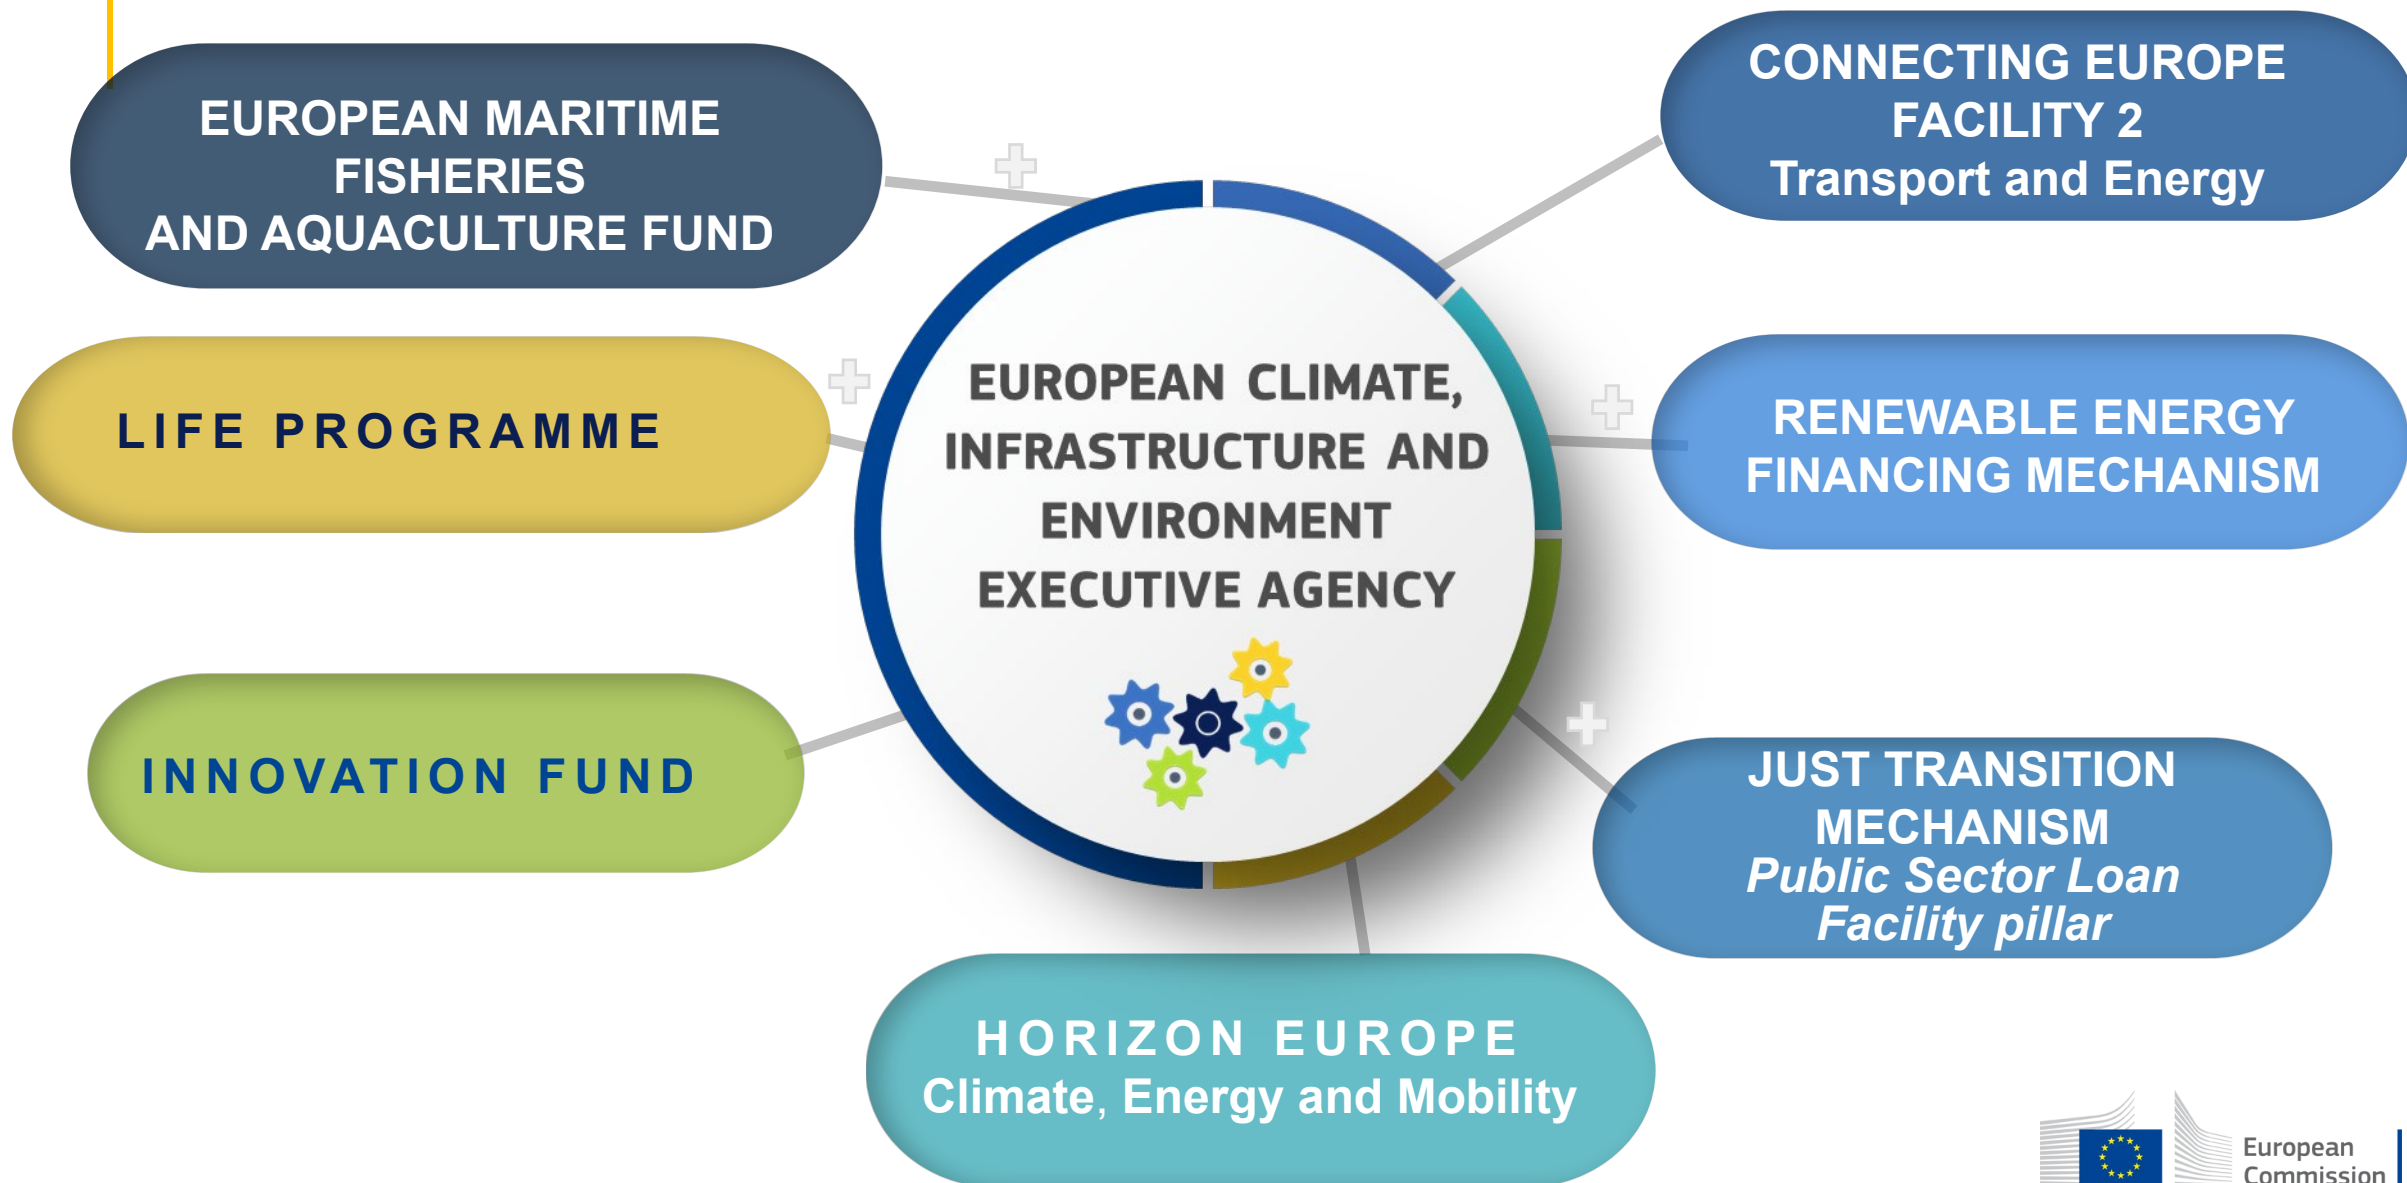 EUROPEAN MARITIME
FISHERIES
AND AQUACULTURE FUND
LIFE PROGRAMME
INNOVATION FUND
EUROPEAN CLIMATE,
INFRASTRUCTURE AND
ENVIRONMENT
EXECUTIVE AGENCY
CONNECTING EUROPE
FACILITY 2
Transport and Energy
RENEWABLE ENERGY
FINANCING MECHANISM
JUST TRANSITION
MECHANISM
Public Sector Loan
Facility pillar
HORIZON EUROPE
Climate, Energy and Mobility
European
Commission